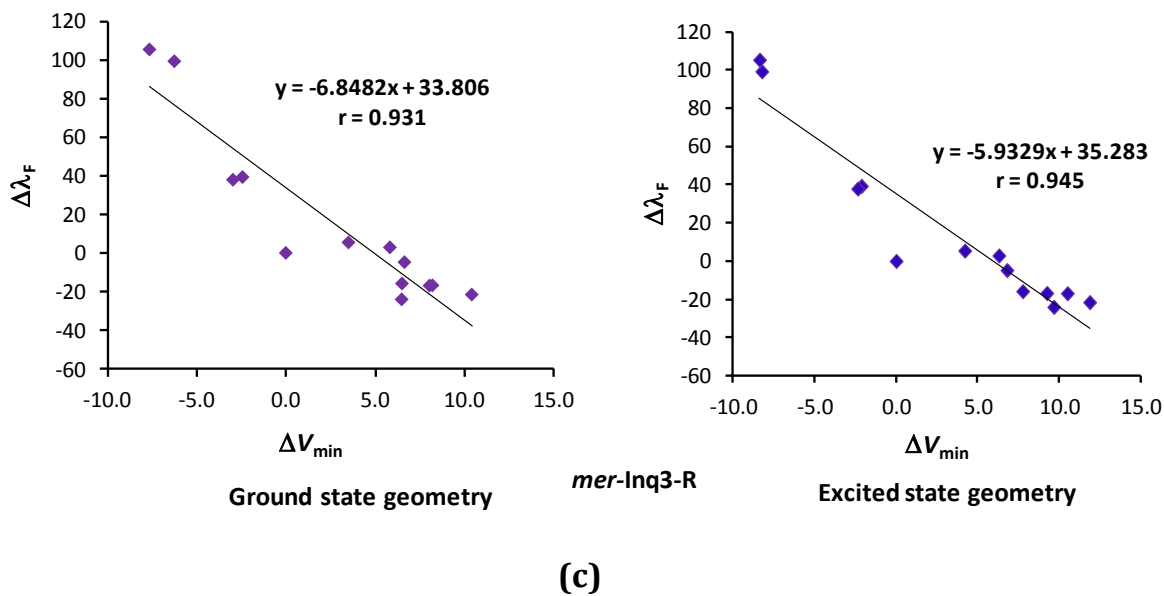 120
100
80
60
40
20
0
-20
-40
-60
-10.0 -5.0 0.0 5.0 10.0 15.0
ΔλF
ΔVmin
y = -6.8482x + 33.806
r = 0.931
Ground state geometry
mer-Inq3-R
120
100
80
60
40
20
0
-20
-40
-60
-10.0 -5.0 0.0 5.0 10.0 15.0
ΔλF
ΔVmin
y = -5.9329x + 35.283
r = 0.945
Excited state geometry
(c)